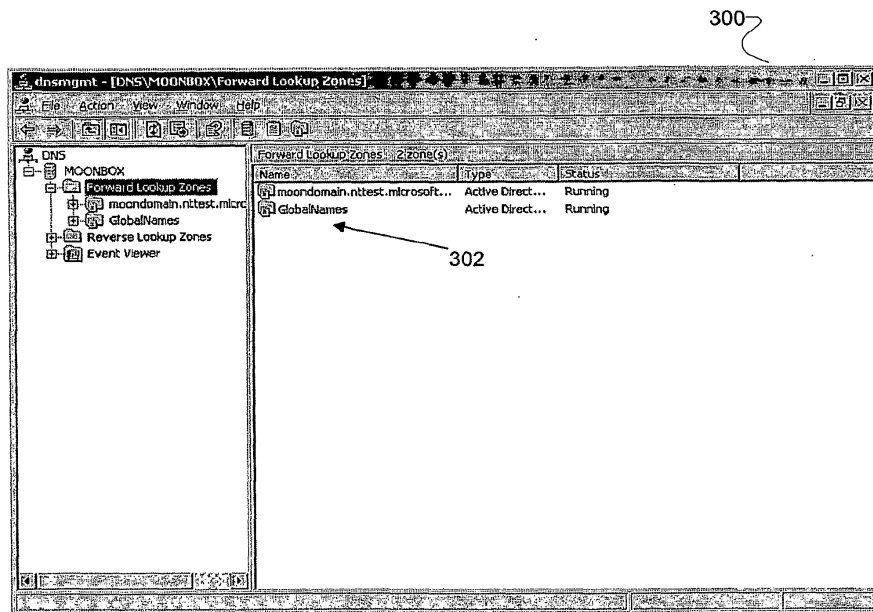 300
dnsmgmt - [DNS\MOONBOX\Forward Lookup Zones]
File Action View Window Help
DNS
MOONBOX
Forward Lookup Zones
moondomain.nttest.micro
GlobalNames
Reverse Lookup Zones
Event Viewer
Forward Lookup Zones 2 zone(s)
Name Type Status
moondomain.nttest.microsoft... Active Direct... Running
GlobalNames Active Direct... Running
302